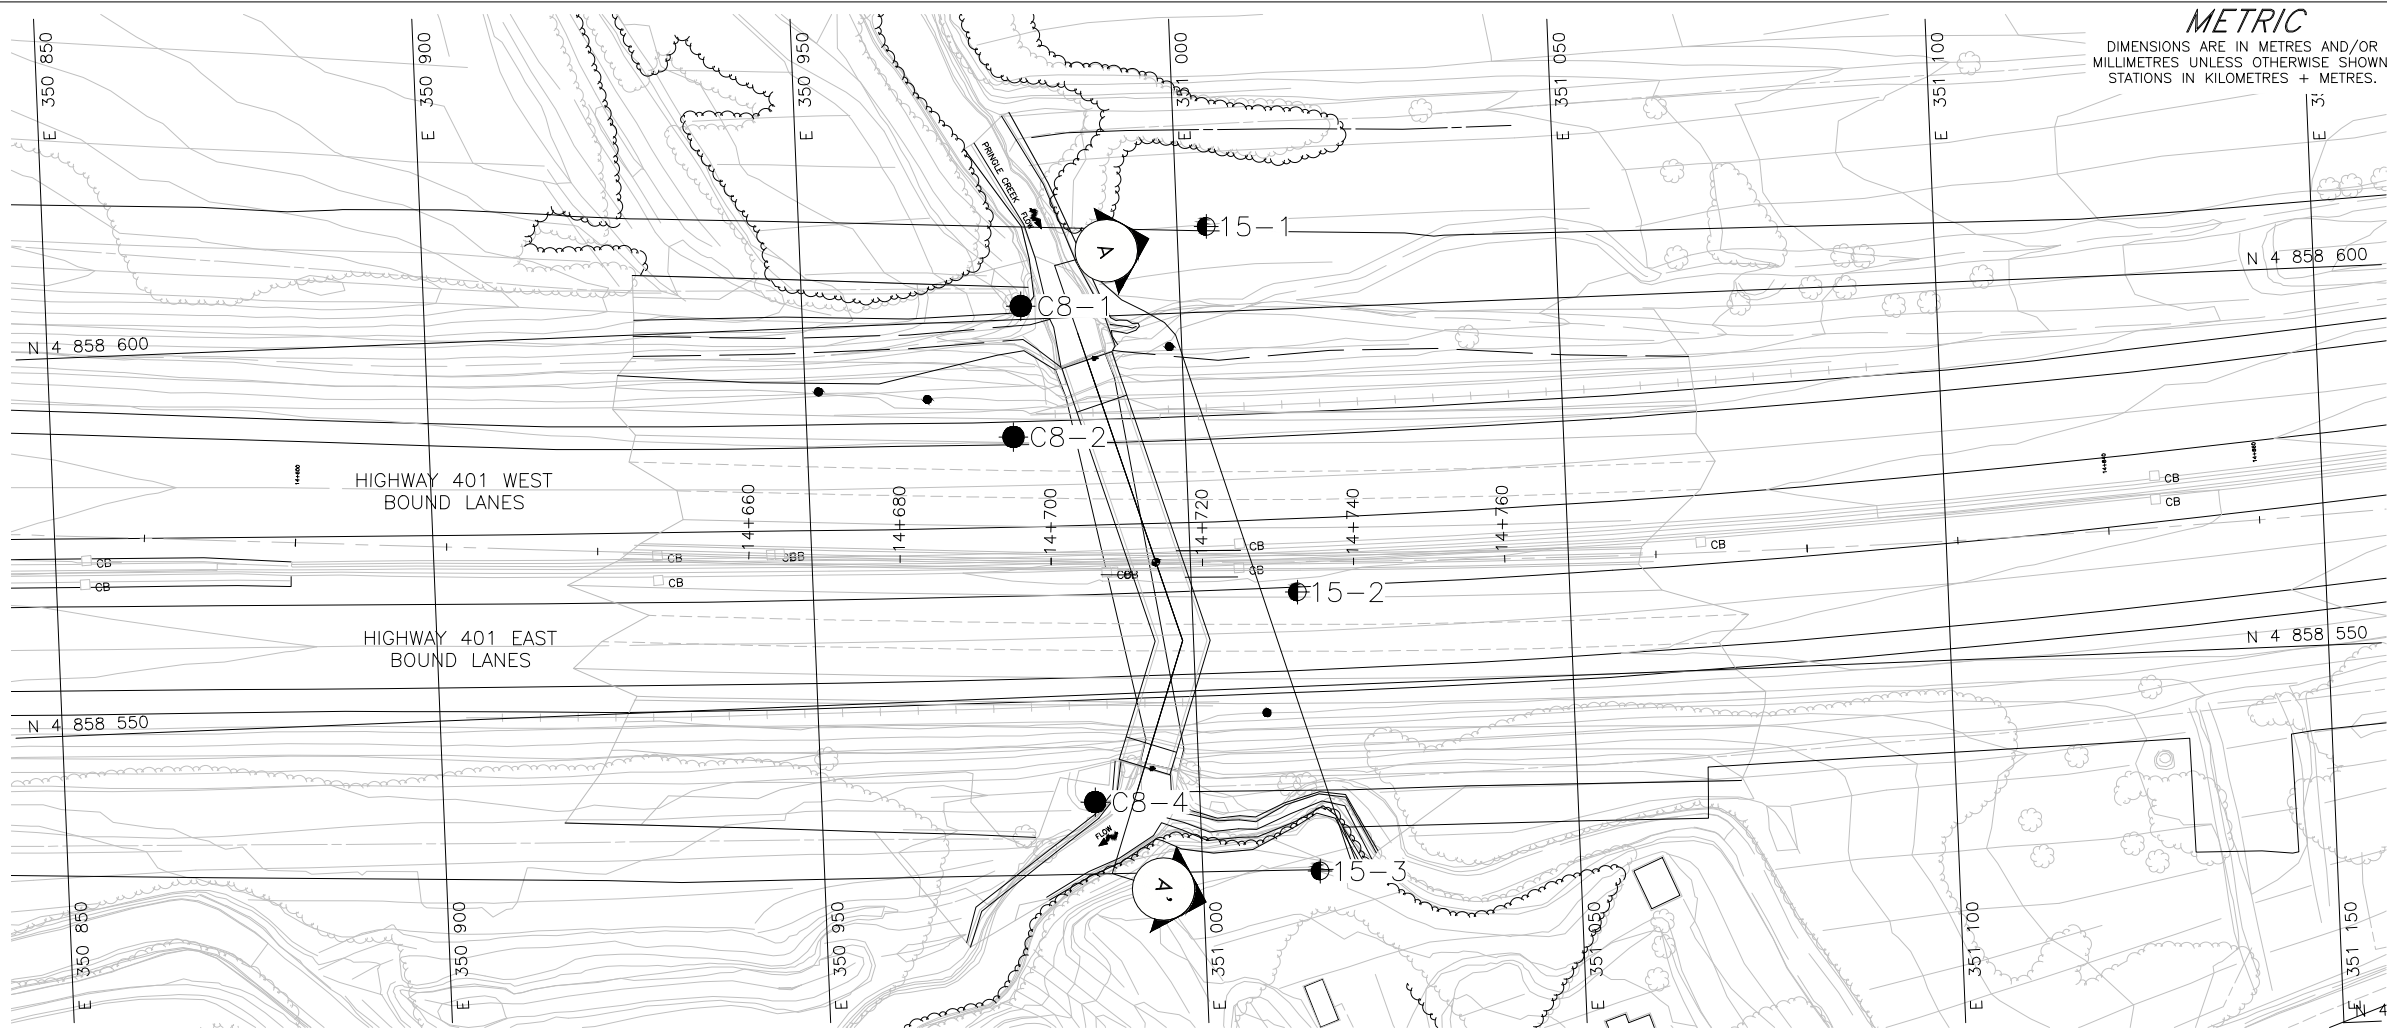 METRIC
DIMENSIONS ARE IN METRES AND/OR
MILLIMETRES UNLESS OTHERWISE SHOWN
STATIONS IN KILOMETRES + METRES.
E 350 850
E 350 900
E 350 950
E 351 000
E 351 050
E 351 100
PRINGLE CREEK
FLOW
A
15-1
N 4 858 600
C8-1
N 4 858 600
C8-2
HIGHWAY 401 WEST
BOUND LANES
14+660
14+680
14+700
14+720
14+740
14+760
CB
CB
CB
CB
CB
CB
CB
CB
CB
CB
15-2
HIGHWAY 401 EAST
BOUND LANES
N 4 858 550
N 4 858 550
C8-4
FLOW
A'
15-3
E 350 850
E 350 900
E 350 950
E 351 000
E 351 050
E 351 100
E 351 150
N 4